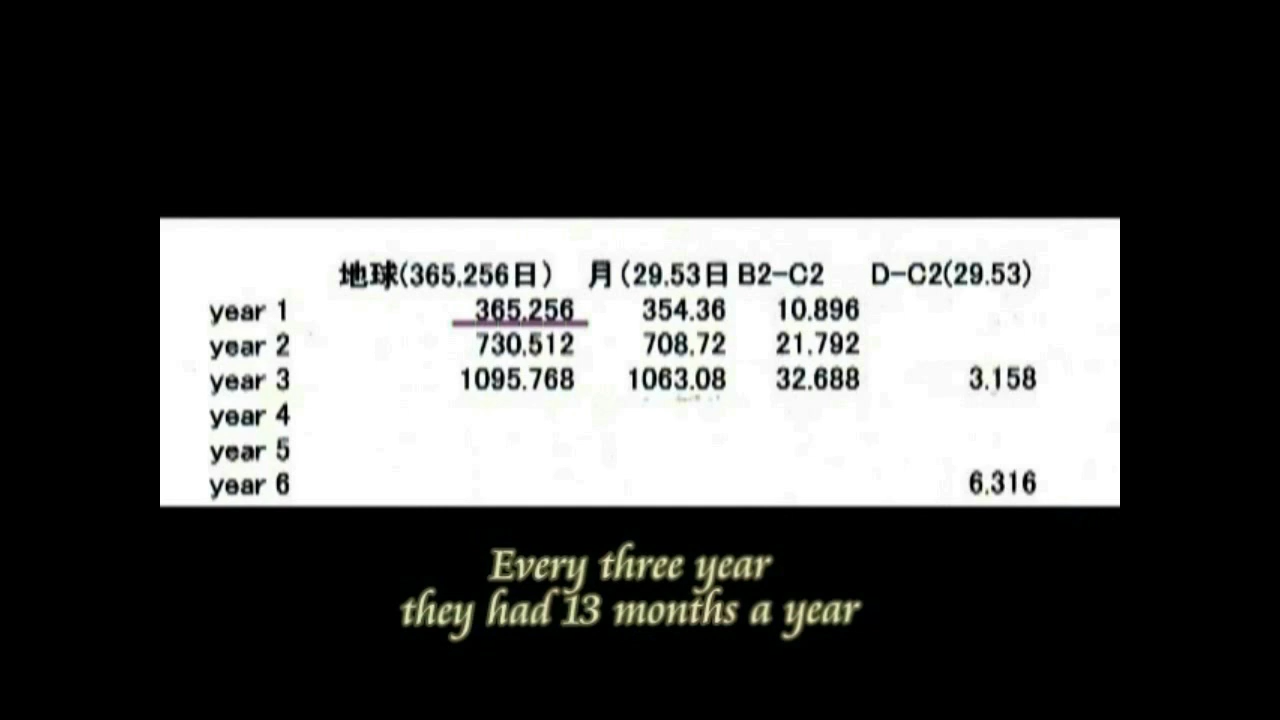 地球(365.256日) 月(29.53日 B2-C2 D-C2(29.53)
year 1 365.256 354.36 10.896
year 2 730.512 708.72 21.792
year 3 1095.768 1063.08 32.688 3.158
year 4
year 5
year 6 6.316
Every three year
they had 13 months a year